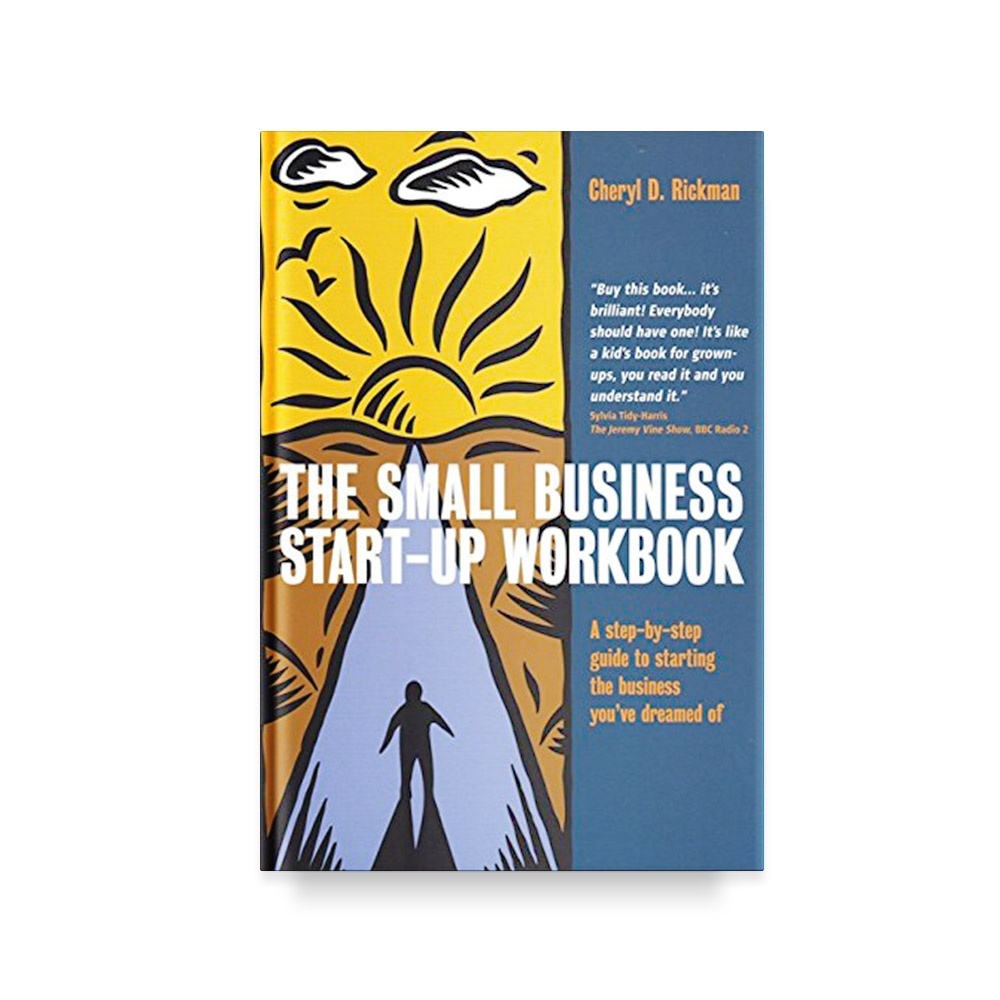 Cheryl D. Rickman
"Buy this book... it's
brilliant! Everybody
should have one! It's like
a kid's book for grown-
ups, you read it and you
understand it."
Sylvia Tidy-Harris
The Jeremy Vine Show, BBC Radio 2
THE SMALL BUSINESS
START-UP WORKBOOK
A step-by-step
guide to starting
the business
you've dreamed of